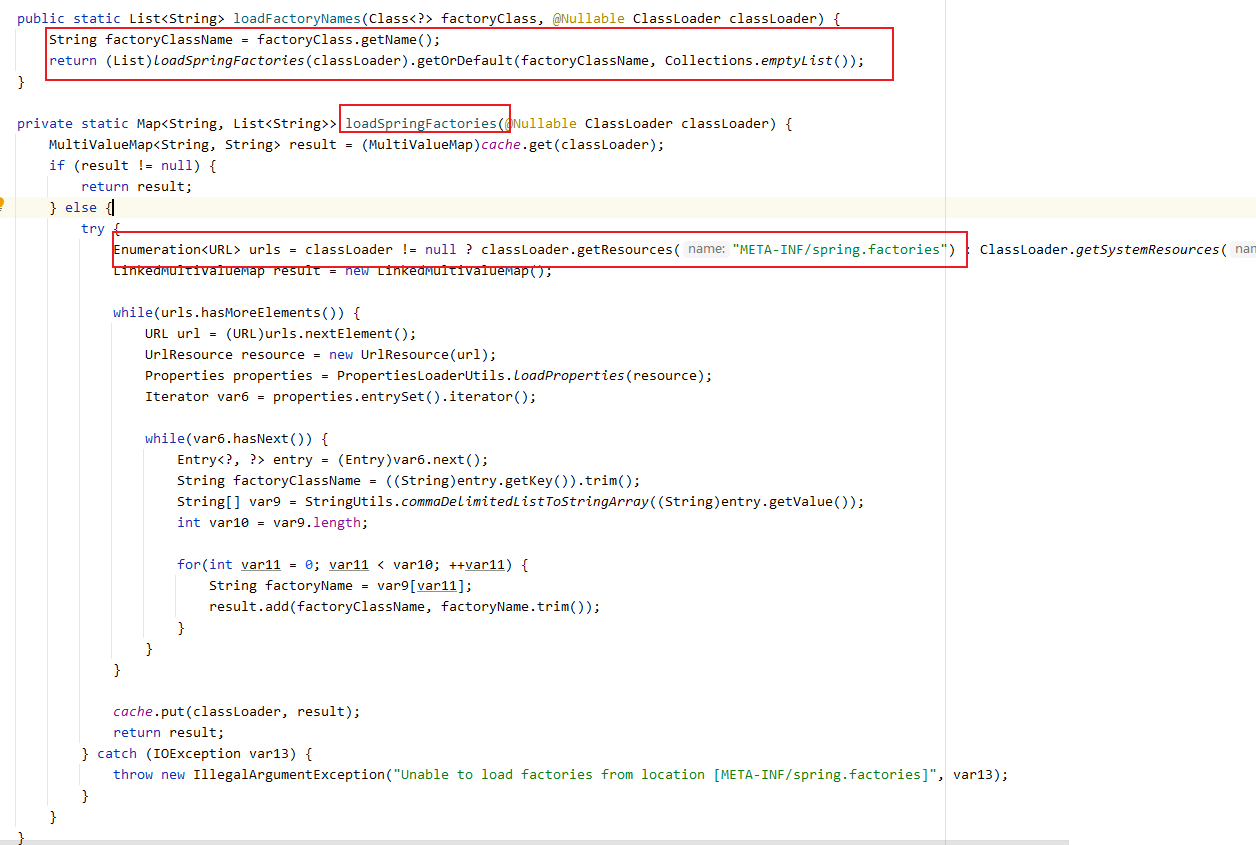 public static List<String> loadFactoryNames(Class<?> factoryClass, @Nullable ClassLoader classLoader) {
    String factoryClassName = factoryClass.getName();
    return (List)loadSpringFactories(classLoader).getOrDefault(factoryClassName, Collections.emptyList());
}
private static Map<String, List<String>> loadSpringFactories(@Nullable ClassLoader classLoader) {
    MultiValueMap<String, String> result = (MultiValueMap)cache.get(classLoader);
    if (result != null) {
        return result;
    } else {
        try {
            Enumeration<URL> urls = classLoader != null ? classLoader.getResources( name: "META-INF/spring.factories") : ClassLoader.getSystemResources(
            LinkedMultiValueMap result = new LinkedMultiValueMap();
            while(urls.hasMoreElements()) {
                URL url = (URL)urls.nextElement();
                UrlResource resource = new UrlResource(url);
                Properties properties = PropertiesLoaderUtils.loadProperties(resource);
                Iterator var6 = properties.entrySet().iterator();
                while(var6.hasNext()) {
                    Entry<?, ?> entry = (Entry)var6.next();
                    String factoryClassName = ((String)entry.getKey()).trim();
                    String[] var9 = StringUtils.commaDelimitedListToStringArray((String)entry.getValue());
                    int var10 = var9.length;
                    for(int var11 = 0; var11 < var10; ++var11) {
                        String factoryName = var9[var11];
                        result.add(factoryClassName, factoryName.trim());
                    }
                }
            }
            cache.put(classLoader, result);
            return result;
        } catch (IOException var13) {
            throw new IllegalArgumentException("Unable to load factories from location [META-INF/spring.factories]", var13);
        }
    }
}